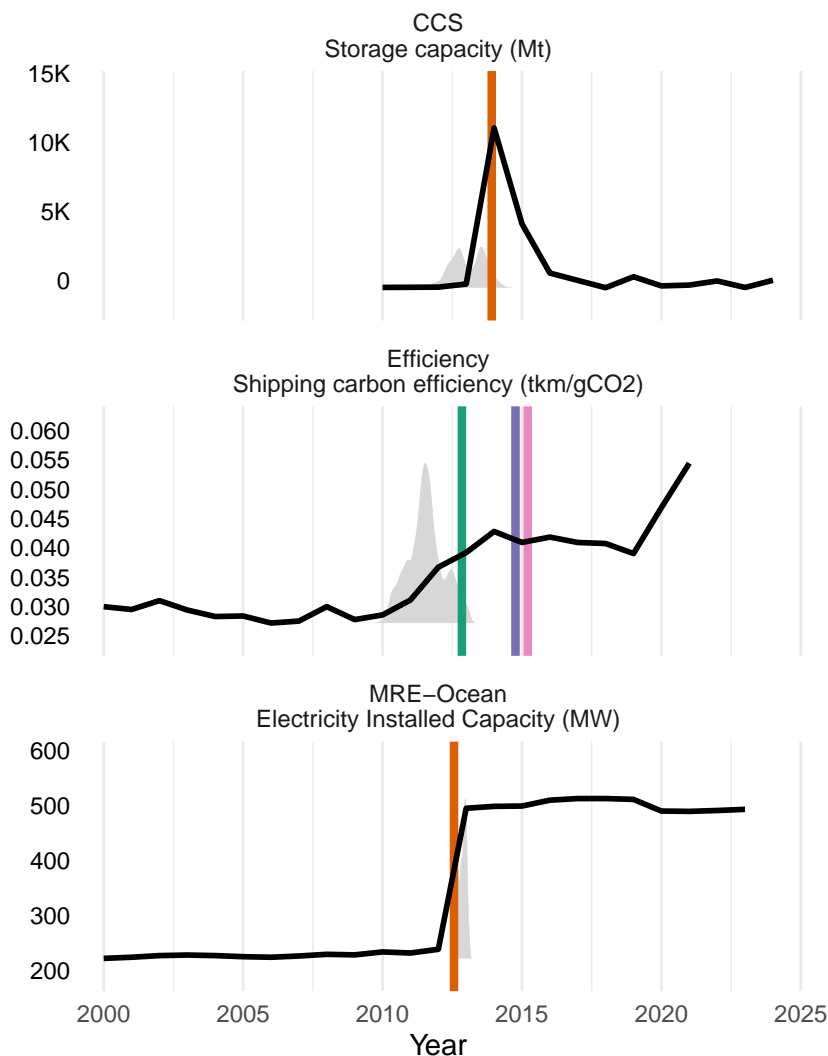 CCS
Storage capacity (Mt)
15K
10K
5K
0
Efficiency
Shipping carbon efficiency (tkm/gCO2)
0.060
0.055
0.050
0.045
0.040
0.035
0.030
0.025
MRE−Ocean
Electricity Installed Capacity (MW)
600
500
400
300
200
2000 2005 2010 2015 2020 2025
Year